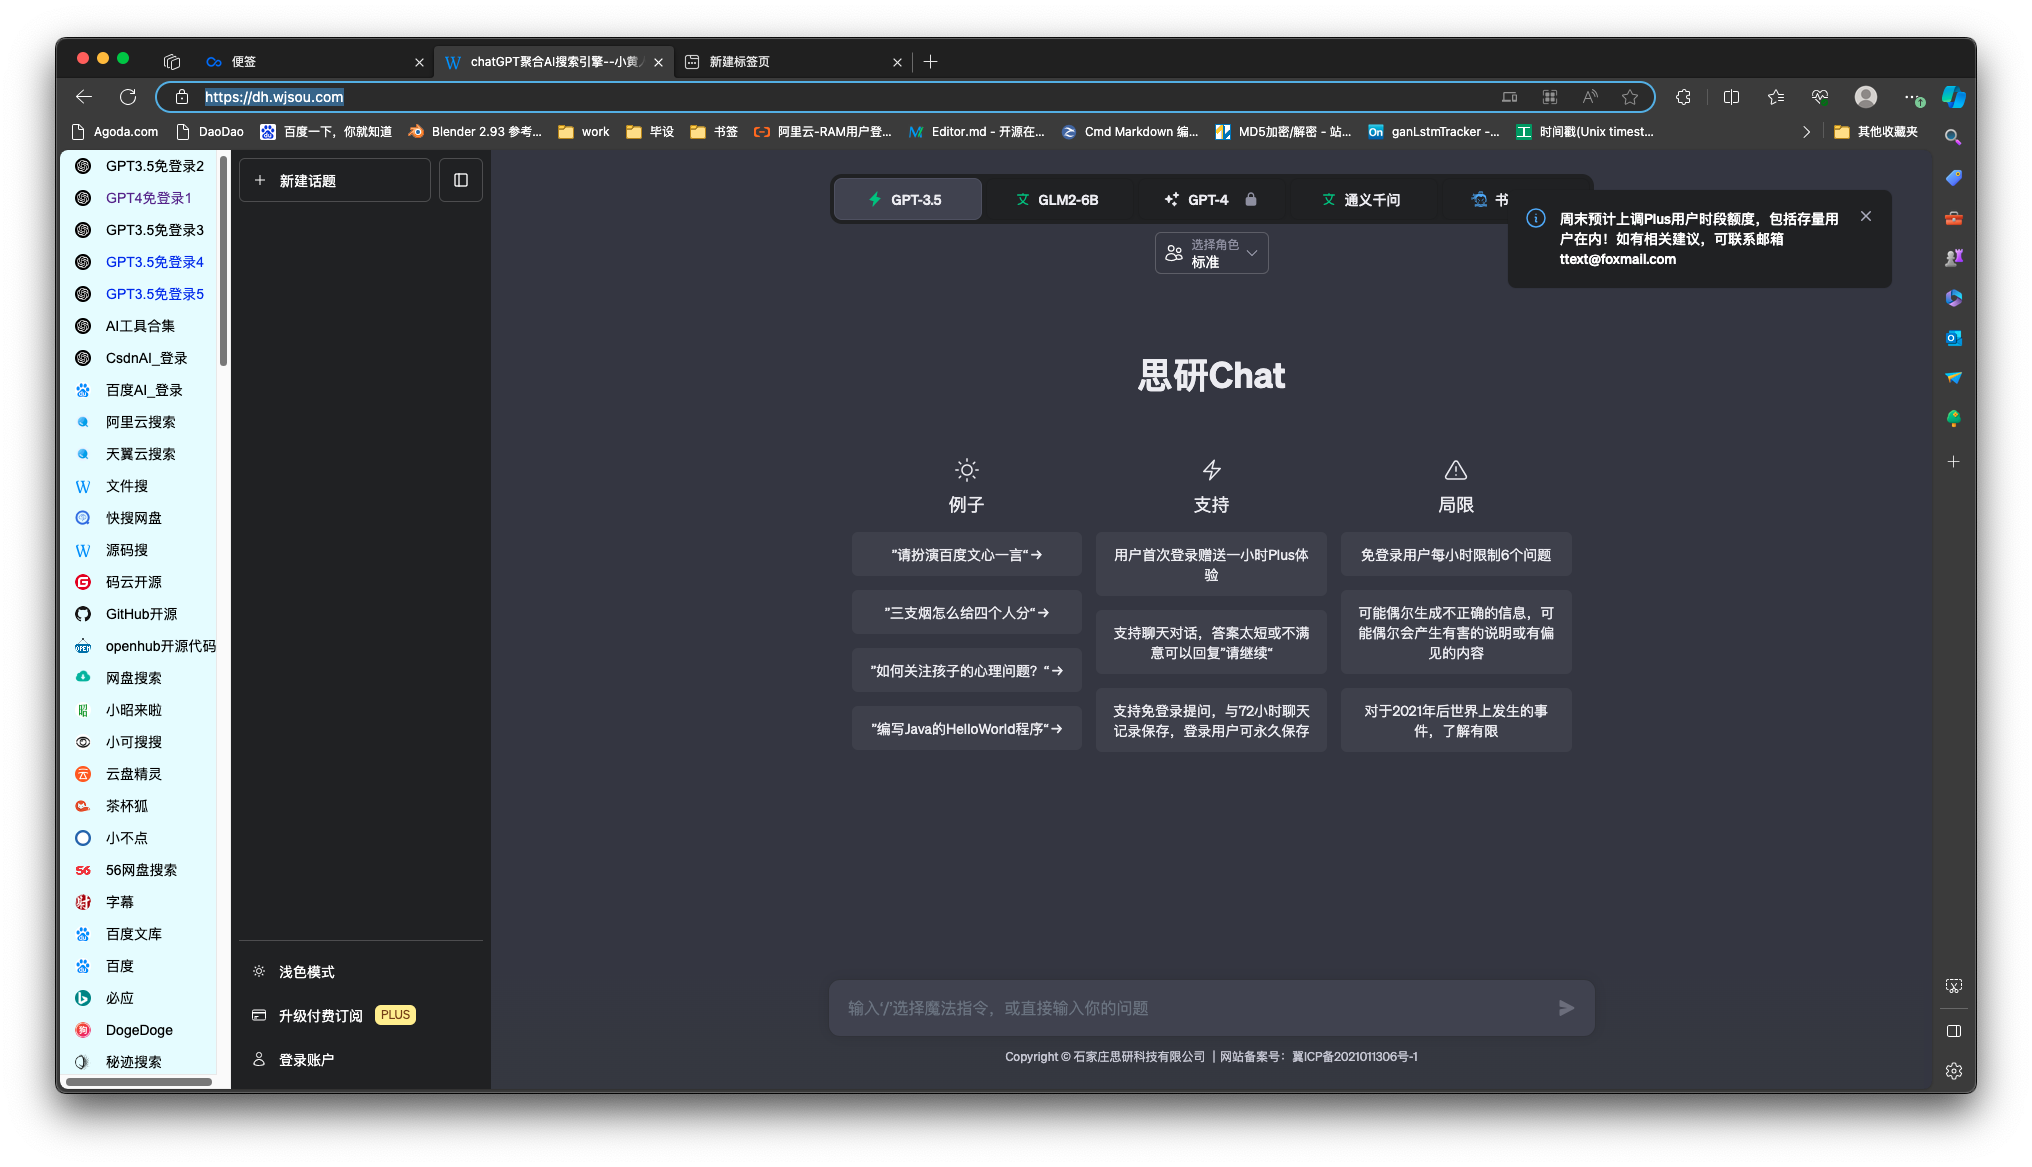 便签
chatGPT聚合AI搜索引擎--小黄
新建标签页
https://dh.wjsou.com
Agoda.com
DaoDao
百度一下，你就知道
Blender 2.93 参考...
work
毕设
书签
阿里云-RAM用户登...
Editor.md - 开源在...
Cmd Markdown 编...
MD5加密/解密 - 站...
ganLstmTracker -...
时间戳(Unix timest...
其他收藏夹
GPT3.5免登录2
GPT4免登录1
GPT3.5免登录3
GPT3.5免登录4
GPT3.5免登录5
AI工具合集
CsdnAI_登录
百度AI_登录
阿里云搜索
天翼云搜索
文件搜
快搜网盘
源码搜
码云开源
GitHub开源
openhub开源代码
网盘搜索
小昭来啦
小可搜搜
云盘精灵
茶杯狐
小不点
56网盘搜索
字幕
百度文库
百度
必应
DogeDoge
秘迹搜索
新建话题
浅色模式
升级付费订阅 PLUS
登录账户
GPT-3.5
GLM2-6B
GPT-4
通义千问
书
选择角色
标准
周末预计上调Plus用户时段额度，包括存量用
户在内！如有相关建议，可联系邮箱
ttext@foxmail.com
思研Chat
例子
"请扮演百度文心一言“→
"三支烟怎么给四个人分“→
"如何关注孩子的心理问题？“→
"编写Java的HelloWorld程序“→
支持
用户首次登录赠送一小时Plus体
验
支持聊天对话，答案太短或不满
意可以回复"请继续“
支持免登录提问，与72小时聊天
记录保存，登录用户可永久保存
局限
免登录用户每小时限制6个问题
可能偶尔生成不正确的信息，可
能偶尔会产生有害的说明或有偏
见的内容
对于2021年后世界上发生的事
件，了解有限
输入'/'选择魔法指令，或直接输入你的问题
Copyright © 石家庄思研科技有限公司 | 网站备案号：冀ICP备2021011306号-1